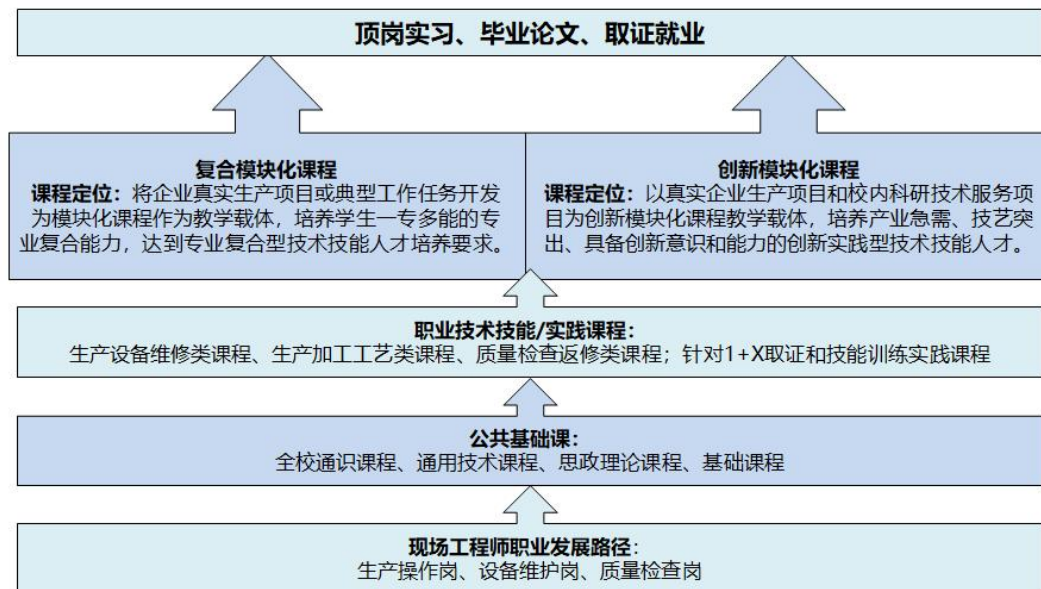 顶岗实习、毕业论文、取证就业
复合模块化课程
课程定位：将企业真实生产项目或典型工作任务开发
为模块化课程作为教学载体，培养学生一专多能的专
业复合能力，达到专业复合型技术技能人才培养要求。
创新模块化课程
课程定位：以真实企业生产项目和校内科研技术服务项
目为创新模块化课程教学载体，培养产业急需、技艺突
出、具备创新意识和能力的创新实践型技术技能人才。
职业技术技能/实践课程：
生产设备维修类课程、生产加工工艺类课程、质量检查返修类课程；针对1+X取证和技能训练实践课程
公共基础课：
全校通识课程、通用技术课程、思政理论课程、基础课程
现场工程师职业发展路径：
生产操作岗、设备维护岗、质量检查岗